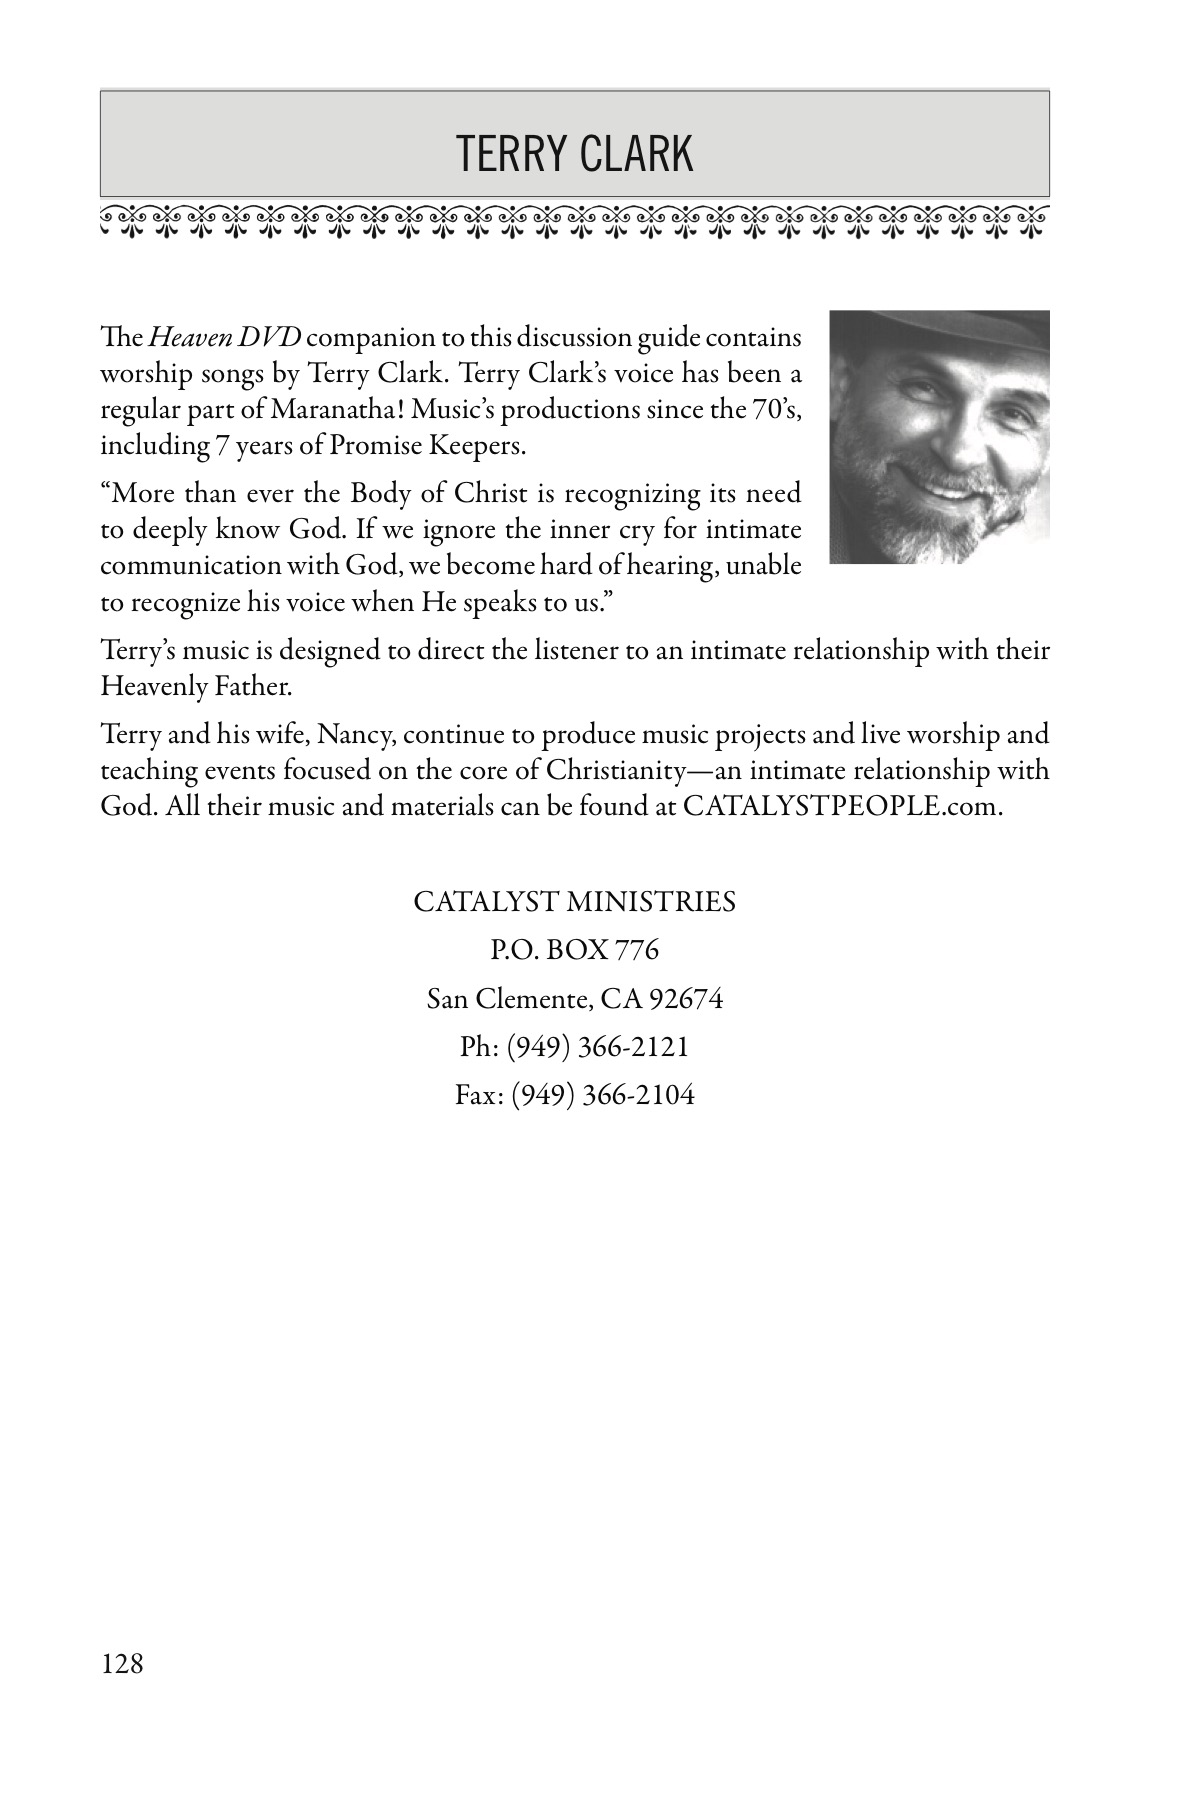 TERRY CLARK
The Heaven DVD companion to this discussion guide contains
worship songs by Terry Clark. Terry Clark’s voice has been a
regular part of Maranatha! Music’s productions since the 70’s,
including 7 years of Promise Keepers.
“More than ever the Body of Christ is recognizing its need
to deeply know God. If we ignore the inner cry for intimate
communication with God, we become hard of hearing, unable
to recognize his voice when He speaks to us.”
Terry’s music is designed to direct the listener to an intimate relationship with their
Heavenly Father.
Terry and his wife, Nancy, continue to produce music projects and live worship and
teaching events focused on the core of Christianity—an intimate relationship with
God. All their music and materials can be found at CATALYSTPEOPLE.com.
CATALYST MINISTRIES
P.O. BOX 776
San Clemente, CA 92674
Ph: (949) 366-2121
Fax: (949) 366-2104
128